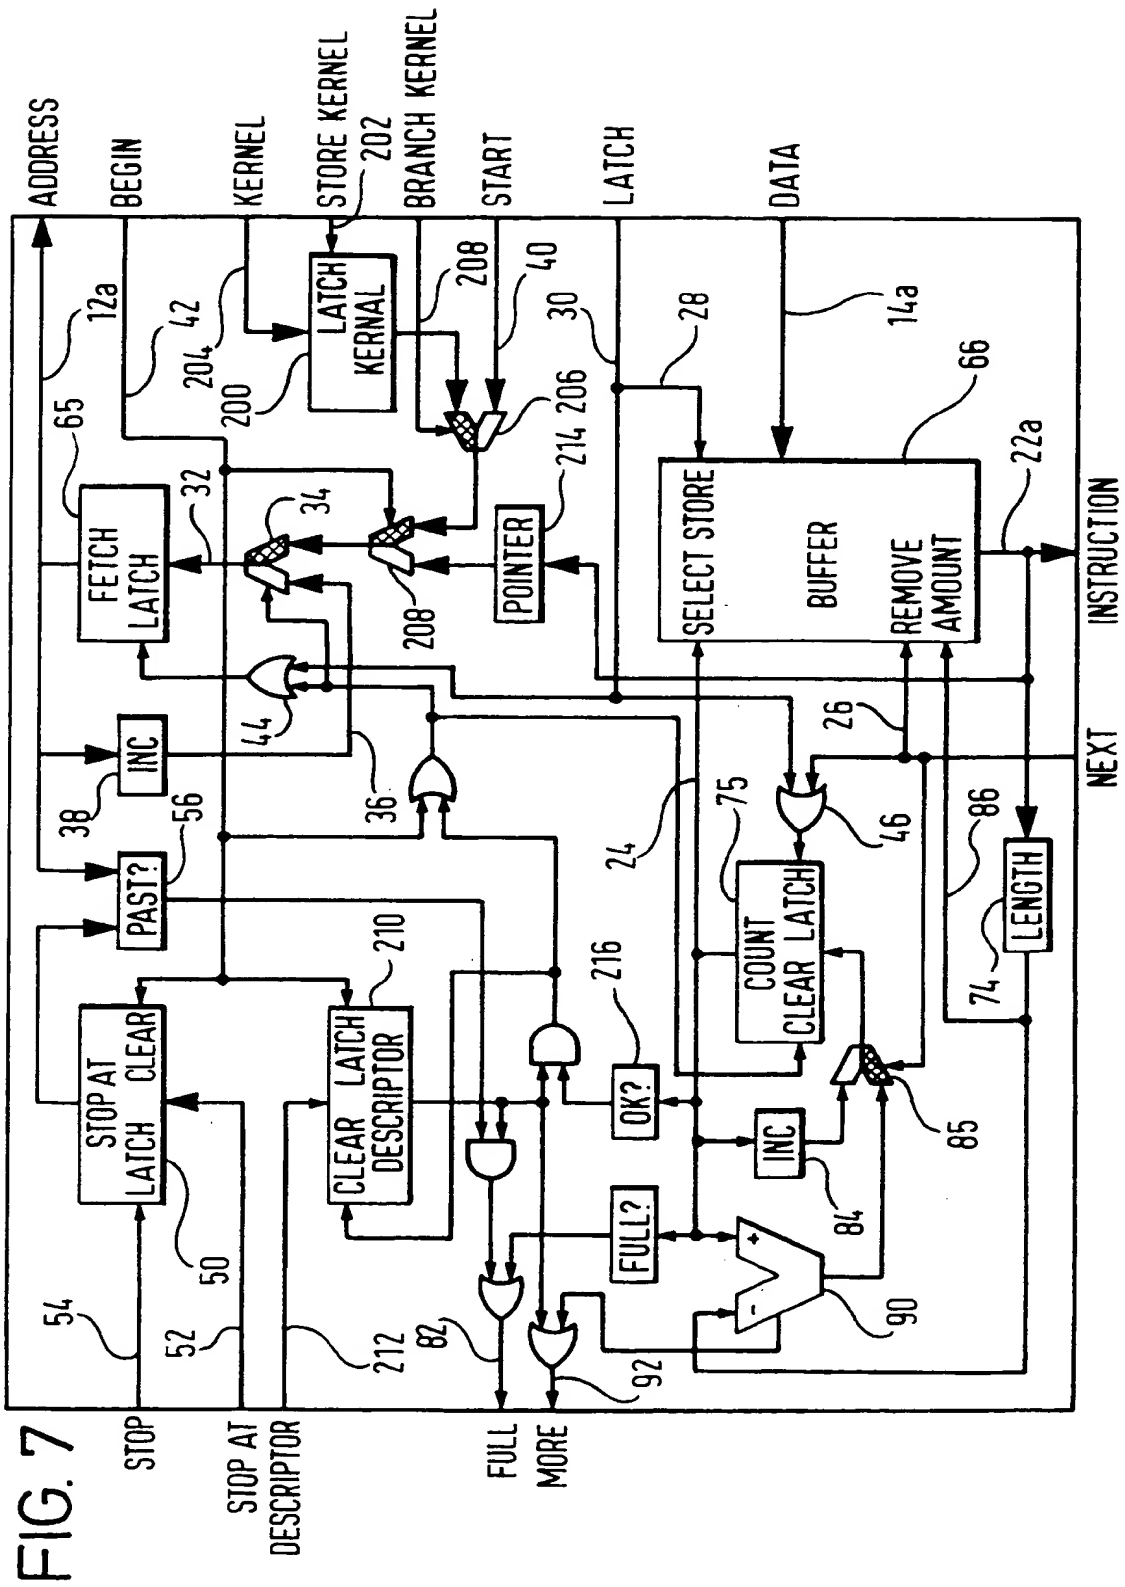 FIG. 7
STOP
STOP AT
DESCRIPTOR
FULL
MORE
54
52
212
82
92
50
STOP AT
LATCH CLEAR
CLEAR LATCH
DESCRIPTOR
210
PAST?
56
INC
38
36
44
FETCH
LATCH
65
32
34
208
POINTER
214
12a
42
204
200
LATCH
KERNAL
208
40
206
202
ADDRESS
BEGIN
KERNEL
STORE KERNEL
BRANCH KERNEL
START
LATCH
DATA
30
28
14a
66
SELECT STORE
BUFFER
REMOVE
AMOUNT
22a
INSTRUCTION
NEXT
26
24
46
75
COUNT
CLEAR LATCH
86
LENGTH
74
216
OK?
FULL?
INC
84
85
90
+
-